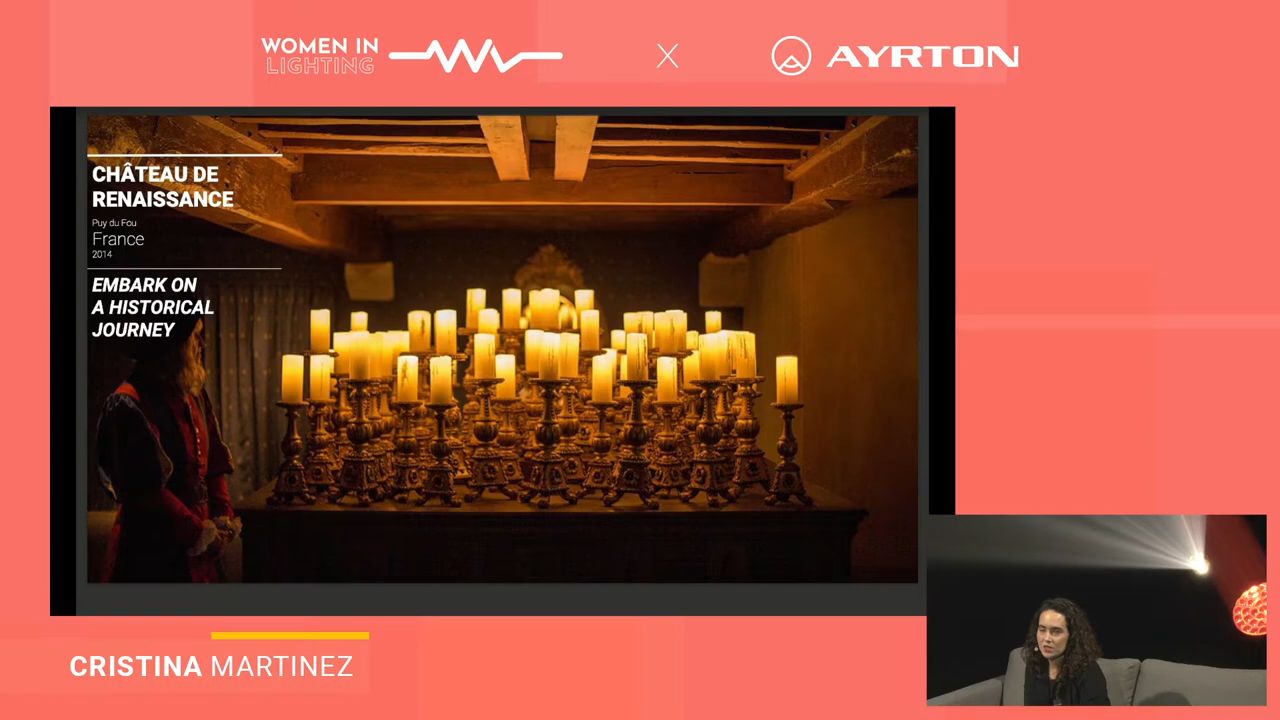 WOMEN IN
LIGHTING
AYRTON
CHÂTEAU DE
RENAISSANCE
Puy du Fou
France
2014
EMBARK ON
A HISTORICAL
JOURNEY
CRISTINA MARTINEZ